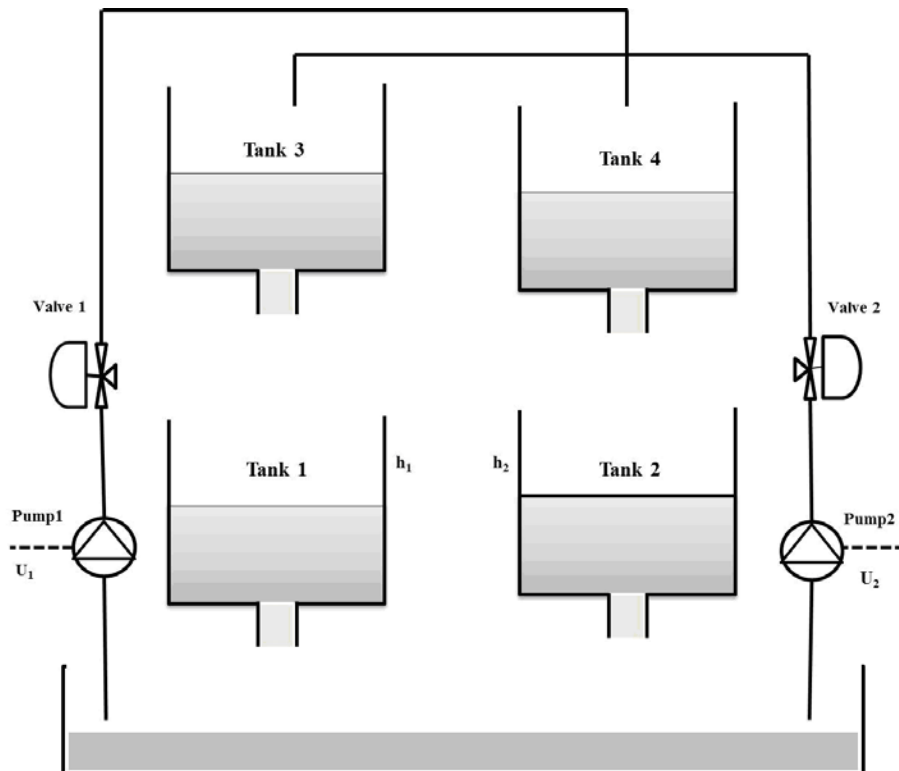 Tank 3
Tank 4
Valve 1
Valve 2
Tank 1
h₁
h₂
Tank 2
Pump1
Pump2
U₁
U₂